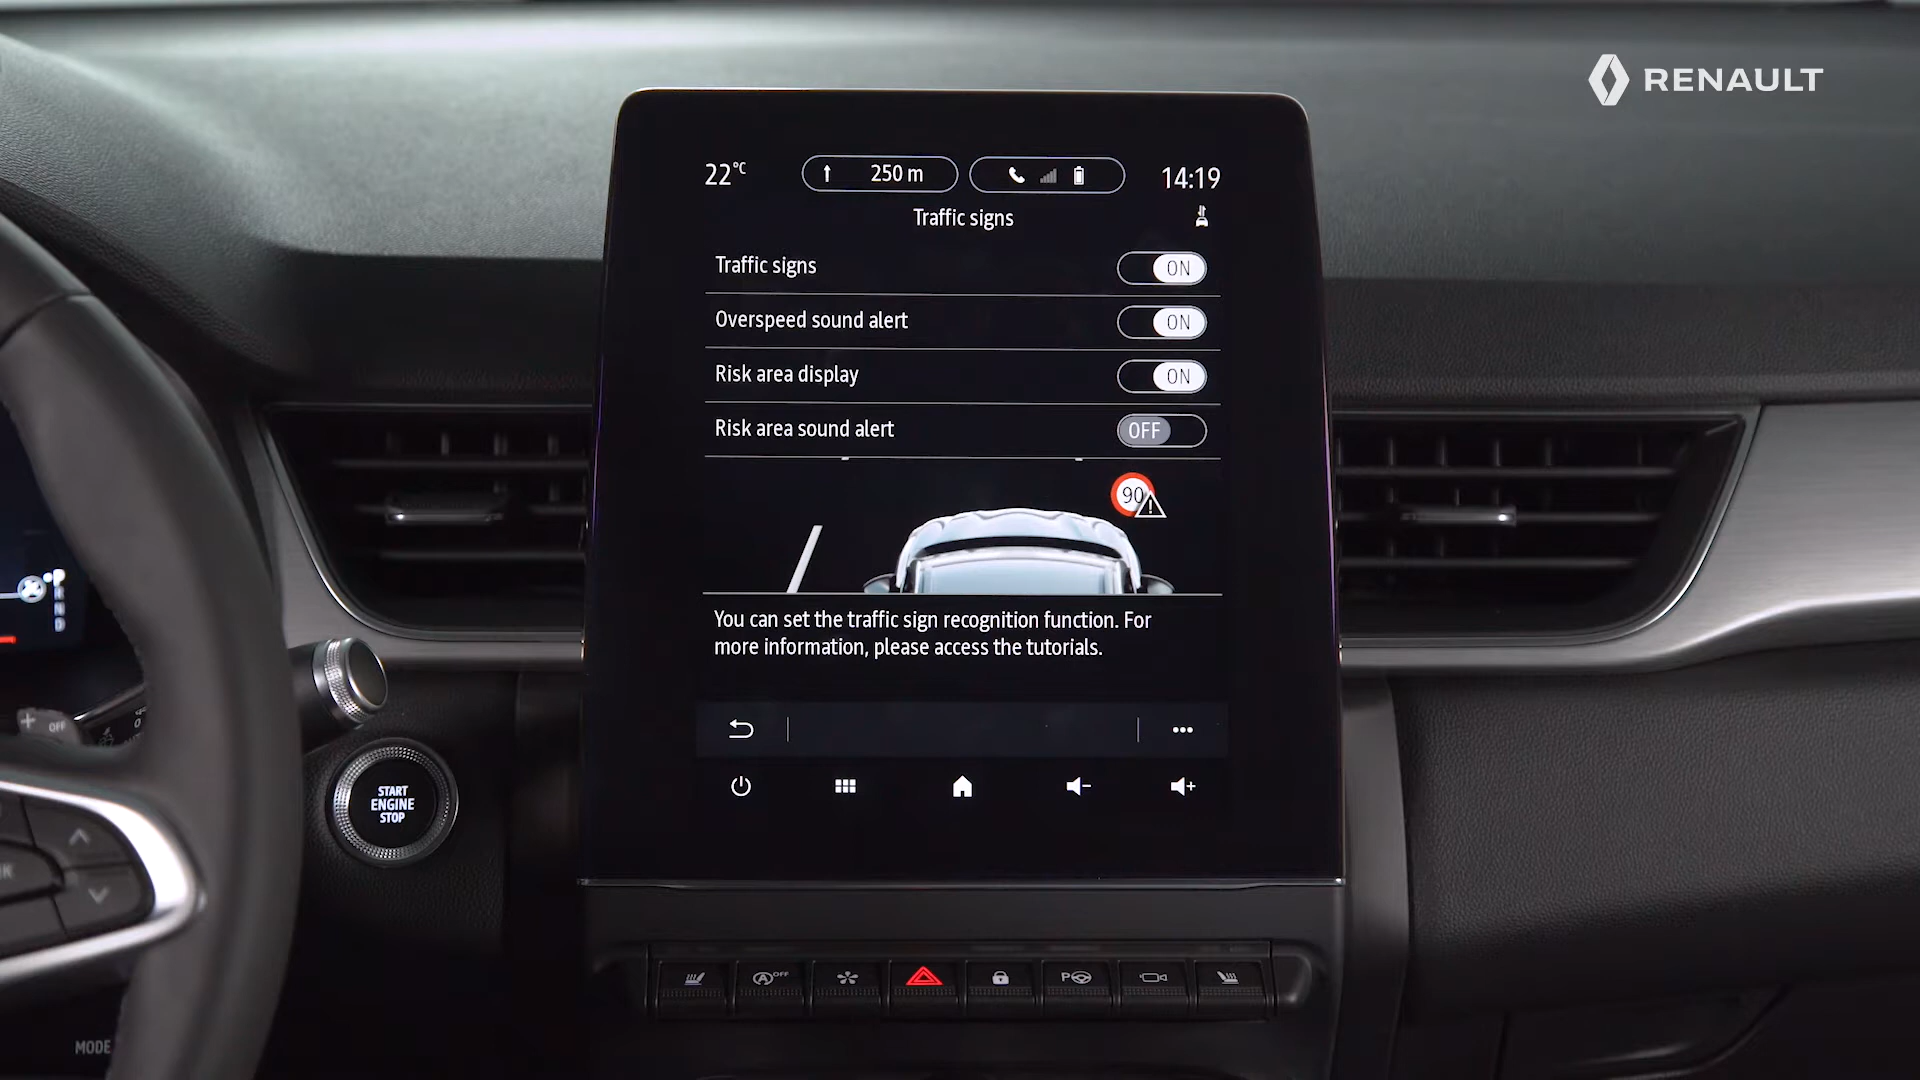 RENAULT
22°C
250 m
14:19
Traffic signs
Traffic signs ON
Overspeed sound alert ON
Risk area display ON
Risk area sound alert OFF
90
You can set the traffic sign recognition function. For
more information, please access the tutorials.
P
R
N
D
OFF
START
ENGINE
STOP
A OFF
P
MODE